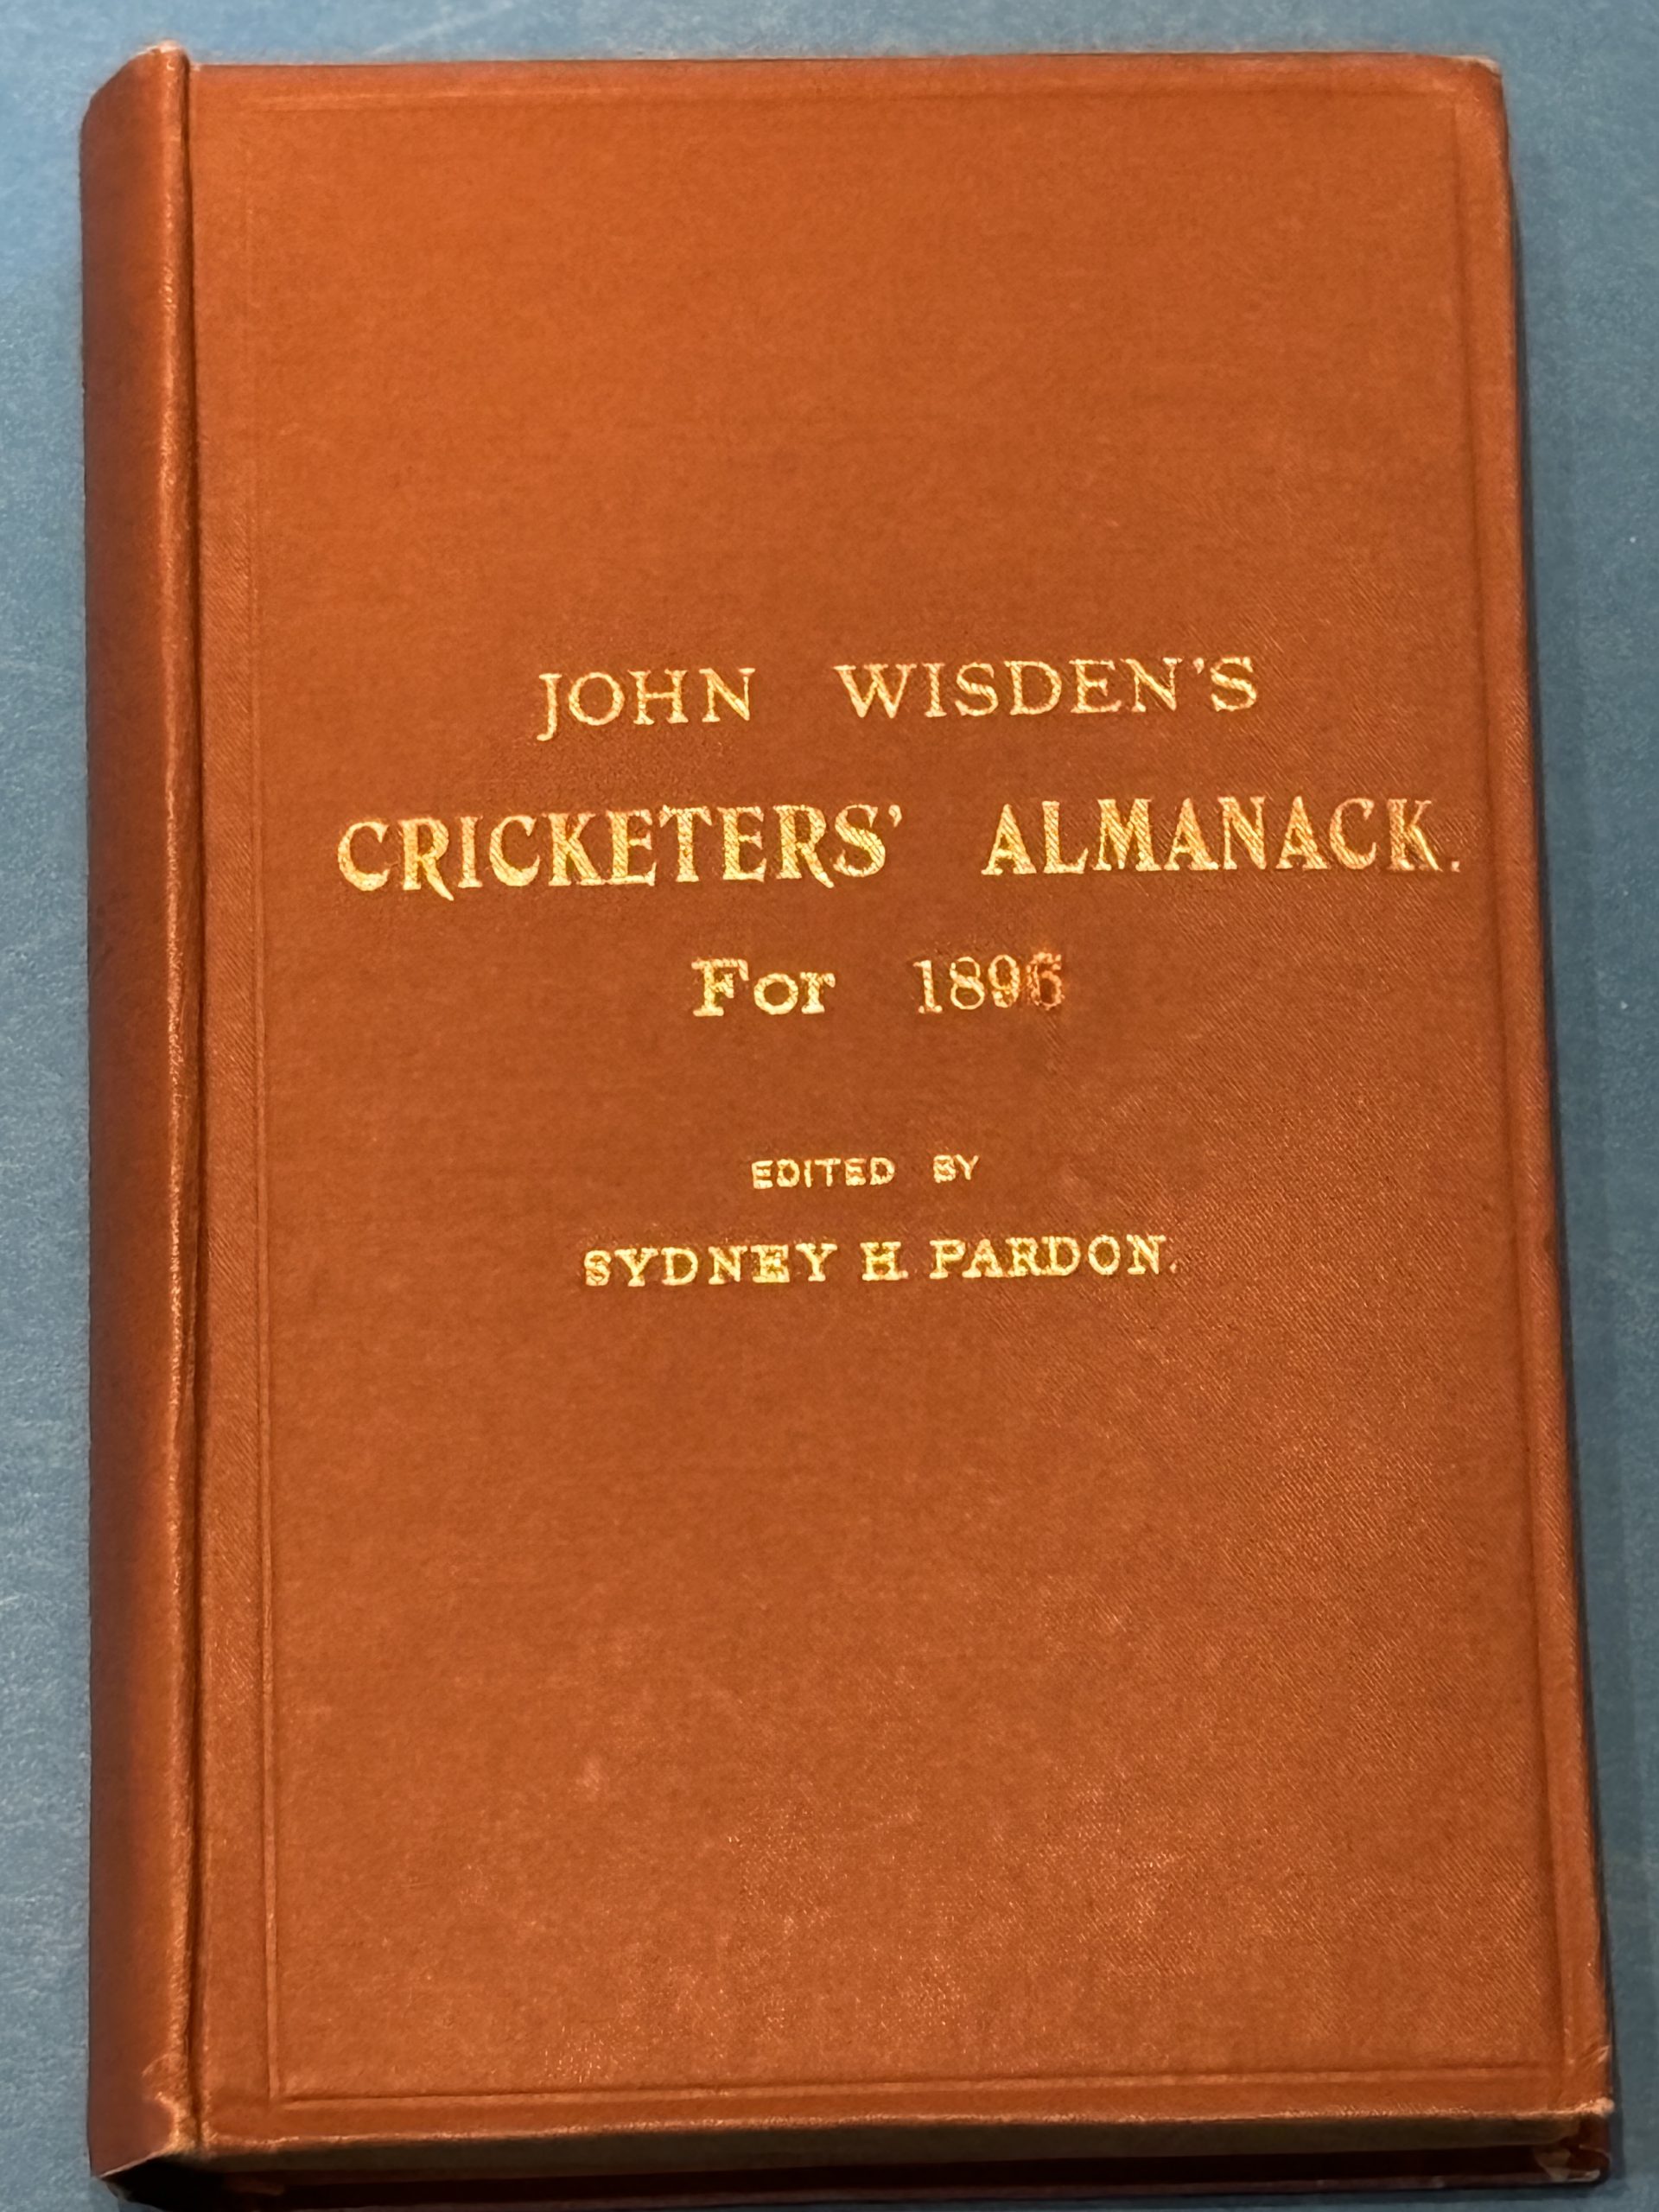 JOHN WISDEN'S
CRICKETERS' ALMANACK.
For 1896
EDITED BY
SYDNEY H. PARDON.